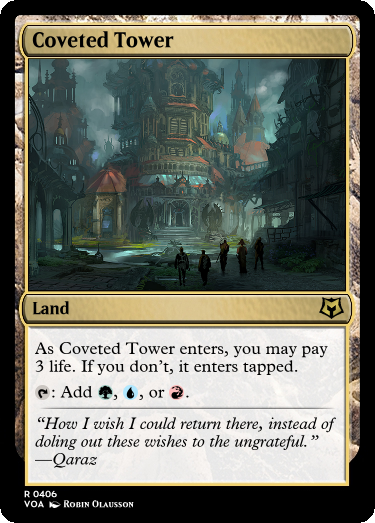 Coveted Tower
Land
As Coveted Tower enters, you may pay
3 life. If you don't, it enters tapped.
: Add , , or .
“How I wish I could return there, instead of
doling out these wishes to the ungrateful.”
—Qaraz
R 0406
VOA Robin Olausson